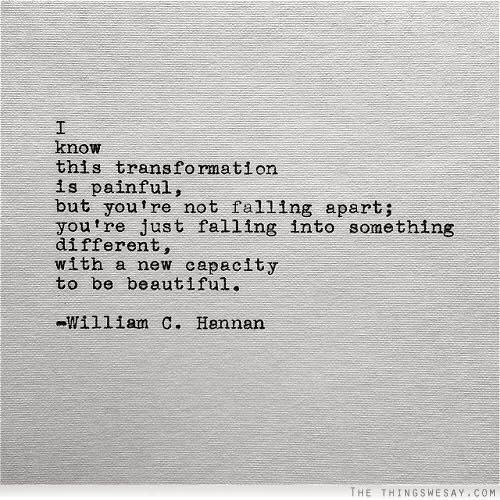 I
know
this transformation
is painful,
but you're not falling apart;
you're just falling into something
different,
with a new capacity
to be beautiful.
-William C. Hannan
THE THINGSWESAY.COM